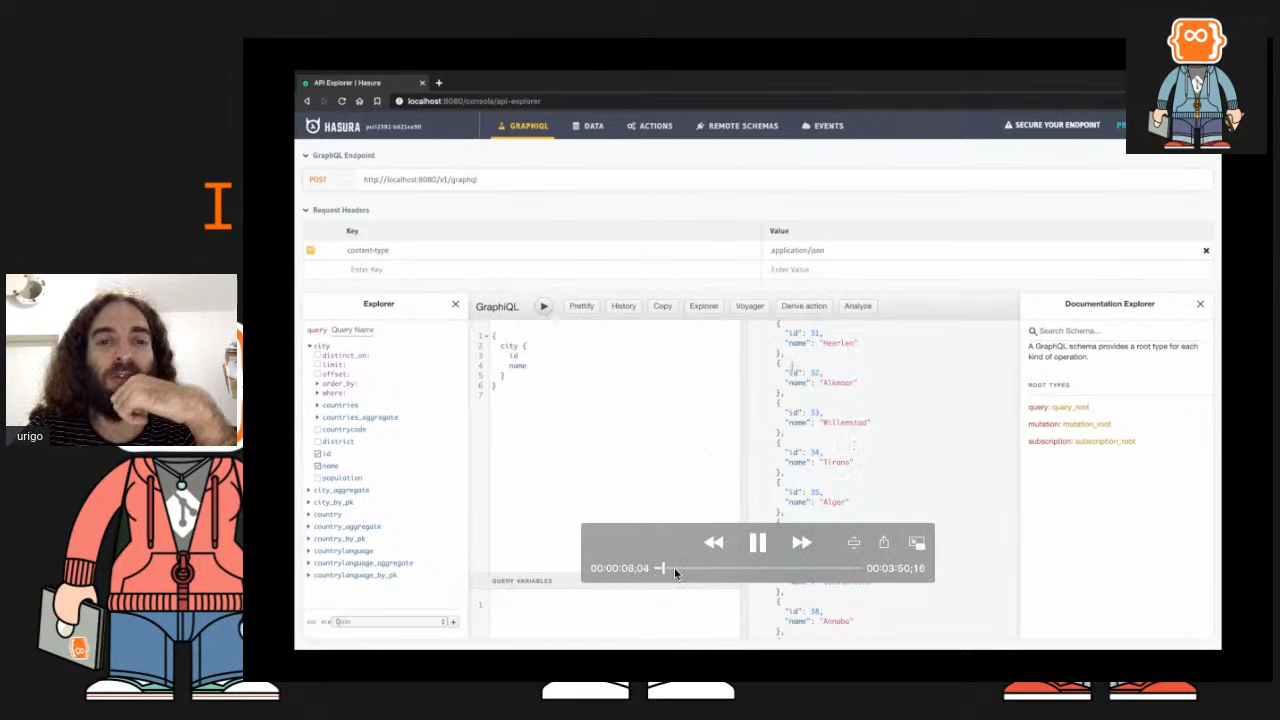 API Explorer | Hasura
localhost:8080/console/api-explorer
HASURA
pull2392-b621ea90
GRAPHIQL
DATA
ACTIONS
REMOTE SCHEMAS
EVENTS
SECURE YOUR ENDPOINT
GraphQL Endpoint
POST
http://localhost:8080/v1/graphql
I
Request Headers
Key
Value
content-type
application/json
Enter Key
Enter Value
Explorer
GraphiQL
Prettify
History
Copy
Explorer
Voyager
Derive action
Analyze
Documentation Explorer
query Query Name
city
distinct_on:
limit:
offset:
order_by:
where:
countries
countries_aggregate
countrycode
district
id
name
population
city_aggregate
city_by_pk
country
country_aggregate
country_by_pk
countrylanguage
countrylanguage_aggregate
countrylanguage_by_pk
1 {
2 city {
3 id
4 name
5 }
6 }
7
{
"id": 31,
"name": "Heerlen"
},
{
"id": 32,
"name": "Alkmaar"
},
{
"id": 33,
"name": "Willemstad"
},
{
"id": 34,
"name": "Tirana"
},
{
"id": 35,
"name": "Alger"
},
{
"id": 38,
"name": "Annaba"
},
{
Search Schema...
A GraphQL schema provides a root type for each
kind of operation.
ROOT TYPES
query: query_root
mutation: mutation_root
subscription: subscription_root
urigo
00:00:08;04
00:03:50;16
QUERY VARIABLES
1